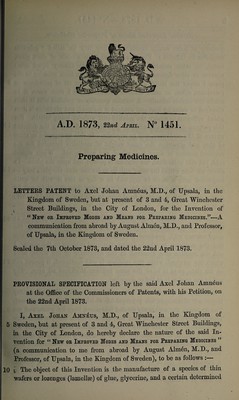 A.D. 1873, 22nd APRIL. N° 1451.
Preparing Medicines.
LETTERS PATENT to Axel Johan Amnéus, M.D., of Upsala, in the
Kingdom of Sweden, but at present of 3 and 4, Great Winchester
Street Buildings, in the City of London, for the Invention of
"NEW OR IMPROVED MODES AND MEANS FOR PREPARING MEDICINES."—A
communication from abroad by August Almén, M.D., and Professor,
of Upsala, in the Kingdom of Sweden.
Sealed the 7th October 1873, and dated the 22nd April 1873.
PROVISIONAL SPECIFICATION left by the said Axel Johan Amnéus
at the Office of the Commissioners of Patents, with his Petition, on
the 22nd April 1873.
I, AXEL JOHAN AMNÉUS, M.D., of Upsala, in the Kingdom of
5 Sweden, but at present of 3 and 4, Great Winchester Street Buildings,
in the City of London, do hereby declare the nature of the said In-
vention for "NEW OR IMPROVED MODES AND MEANS FOR PREPARING MEDICINES"
(a communication to me from abroad by August Almén, M.D., and
Professor, of Upsala, in the Kingdom of Sweden), to be as follows :—
10 The object of this Invention is the manufacture of a species of thin
wafers or lozenges (lamellæ) of glue, glycerine, and a certain determined